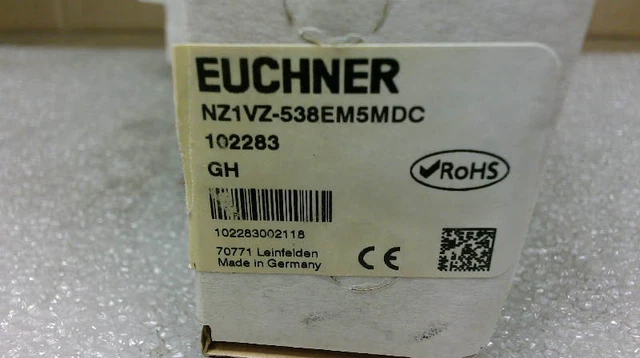 EUCHNER
NZ1VZ-538EM5MDC
102283
GH
RoHS
102283002118
70771 Leinfelden
Made in Germany
CE